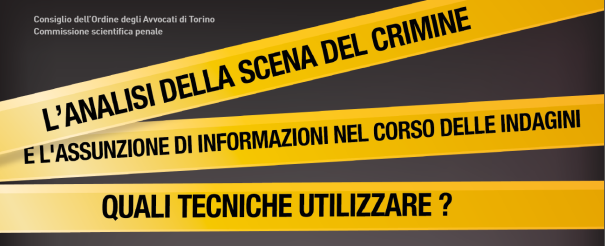 Consiglio dell'Ordine degli Avvocati di Torino
Commissione scientifica penale
L'ANALISI DELLA SCENA DEL CRIMINE
E L'ASSUNZIONE DI INFORMAZIONI NEL CORSO DELLE INDAGINI
QUALI TECNICHE UTILIZZARE ?